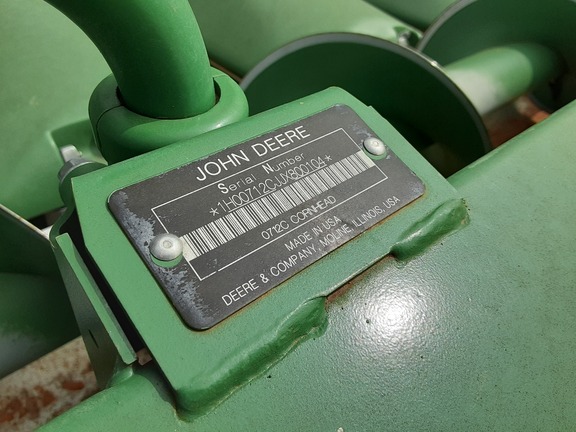 JOHN DEERE
Serial Number
*1H00712CJJX800104*
0712C CORNHEAD
MADE IN USA
DEERE & COMPANY, MOLINE, ILLINOIS, USA